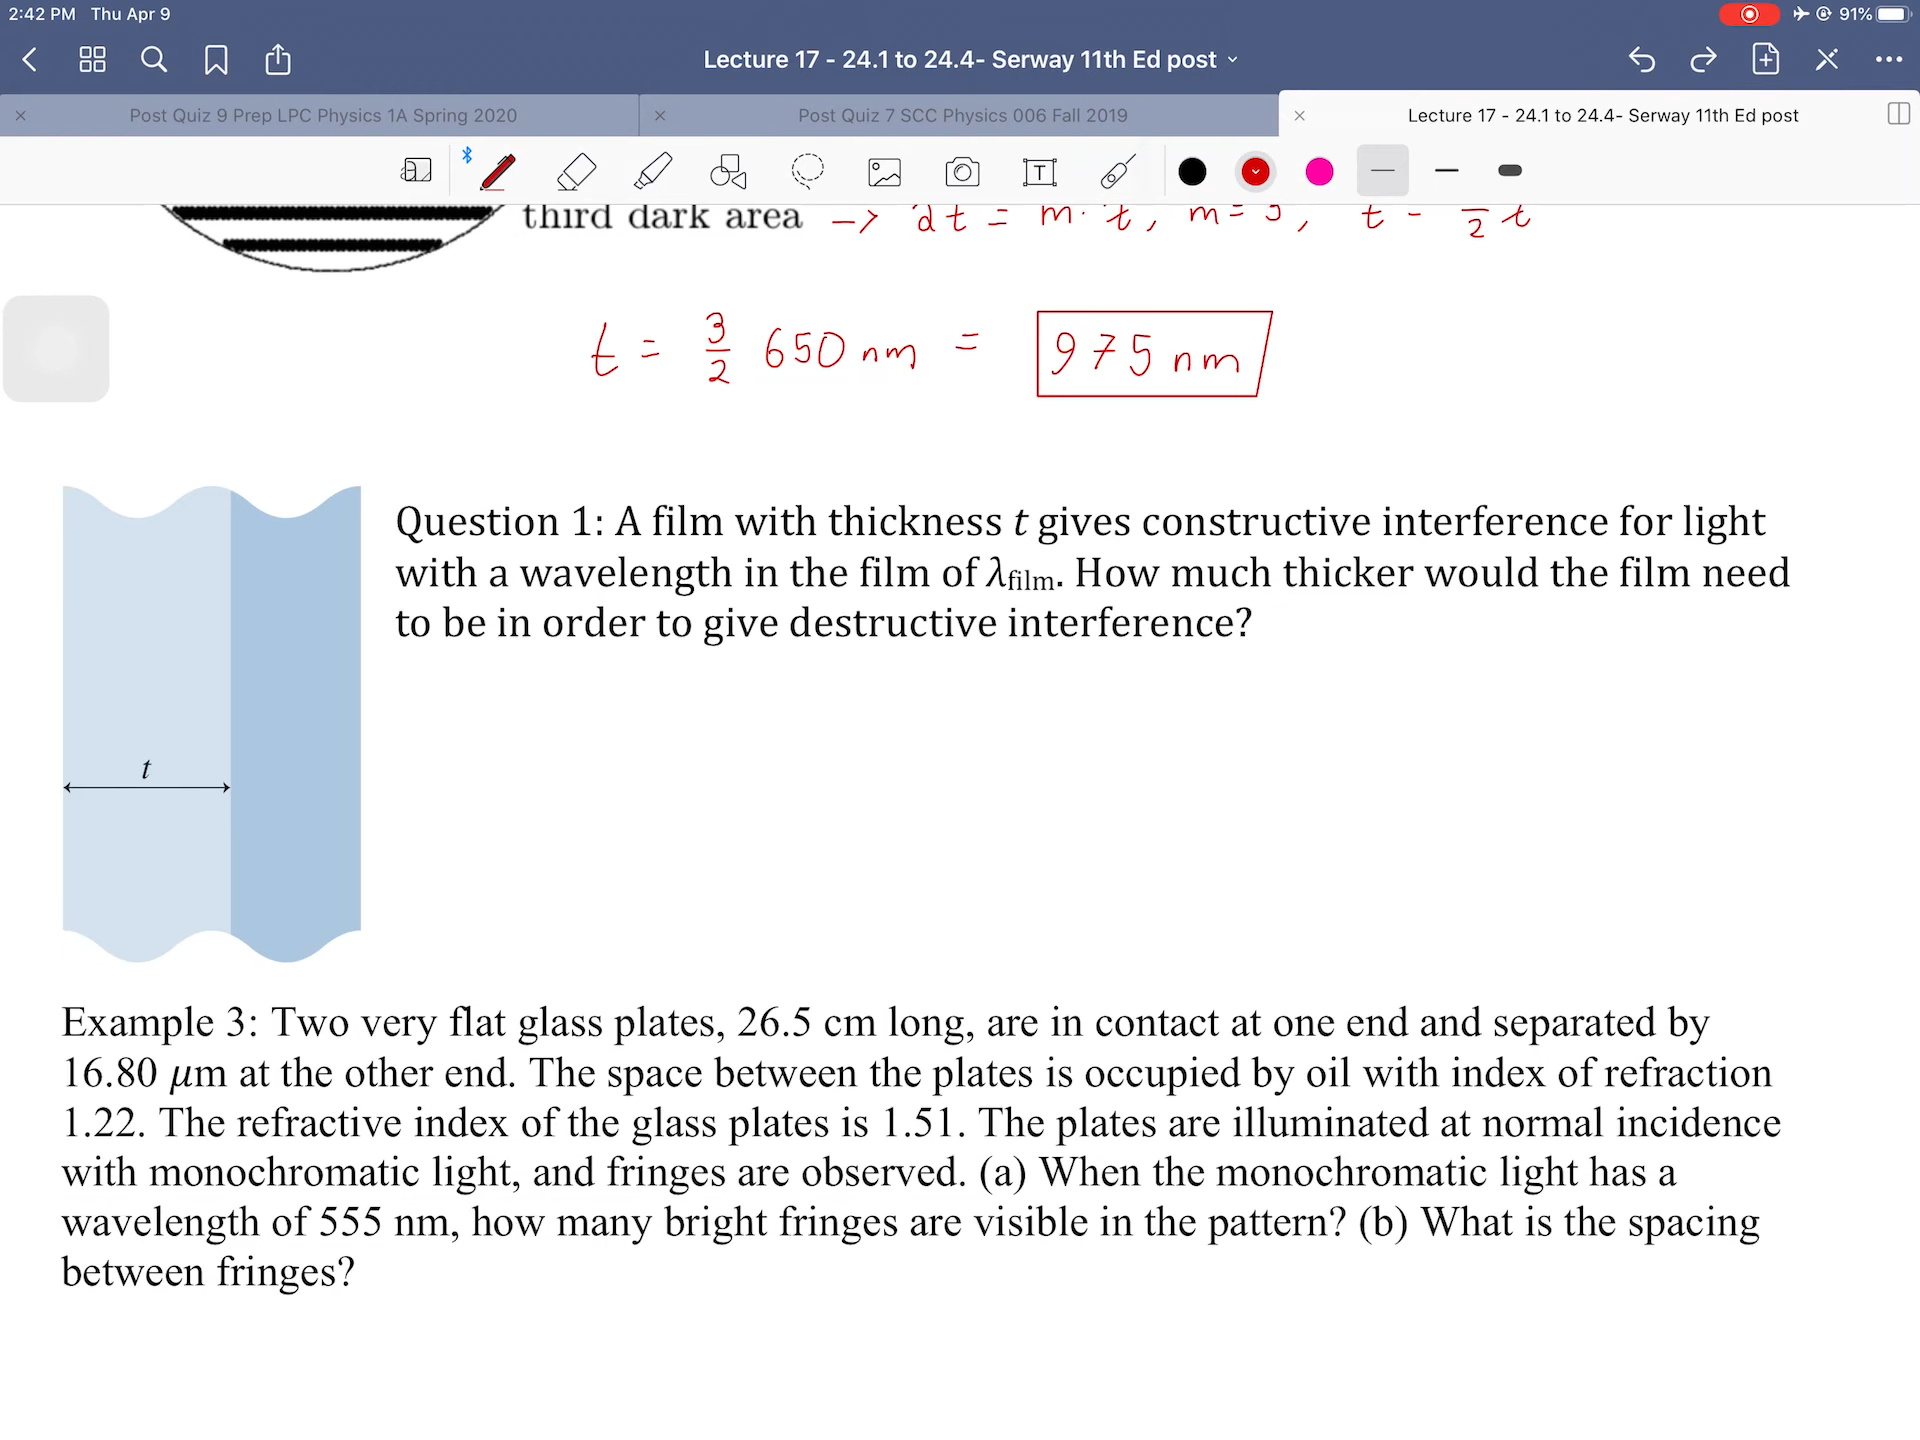 2:42 PM Thu Apr 9
91%
Lecture 17 - 24.1 to 24.4- Serway 11th Ed post
Post Quiz 9 Prep LPC Physics 1A Spring 2020
Post Quiz 7 SCC Physics 006 Fall 2019
Lecture 17 - 24.1 to 24.4- Serway 11th Ed post
third dark area
t = 3/2 650 nm = 975 nm
Question 1: A film with thickness t gives constructive interference for light
with a wavelength in the film of λfilm. How much thicker would the film need
to be in order to give destructive interference?
t
Example 3: Two very flat glass plates, 26.5 cm long, are in contact at one end and separated by
16.80 μm at the other end. The space between the plates is occupied by oil with index of refraction
1.22. The refractive index of the glass plates is 1.51. The plates are illuminated at normal incidence
with monochromatic light, and fringes are observed. (a) When the monochromatic light has a
wavelength of 555 nm, how many bright fringes are visible in the pattern? (b) What is the spacing
between fringes?